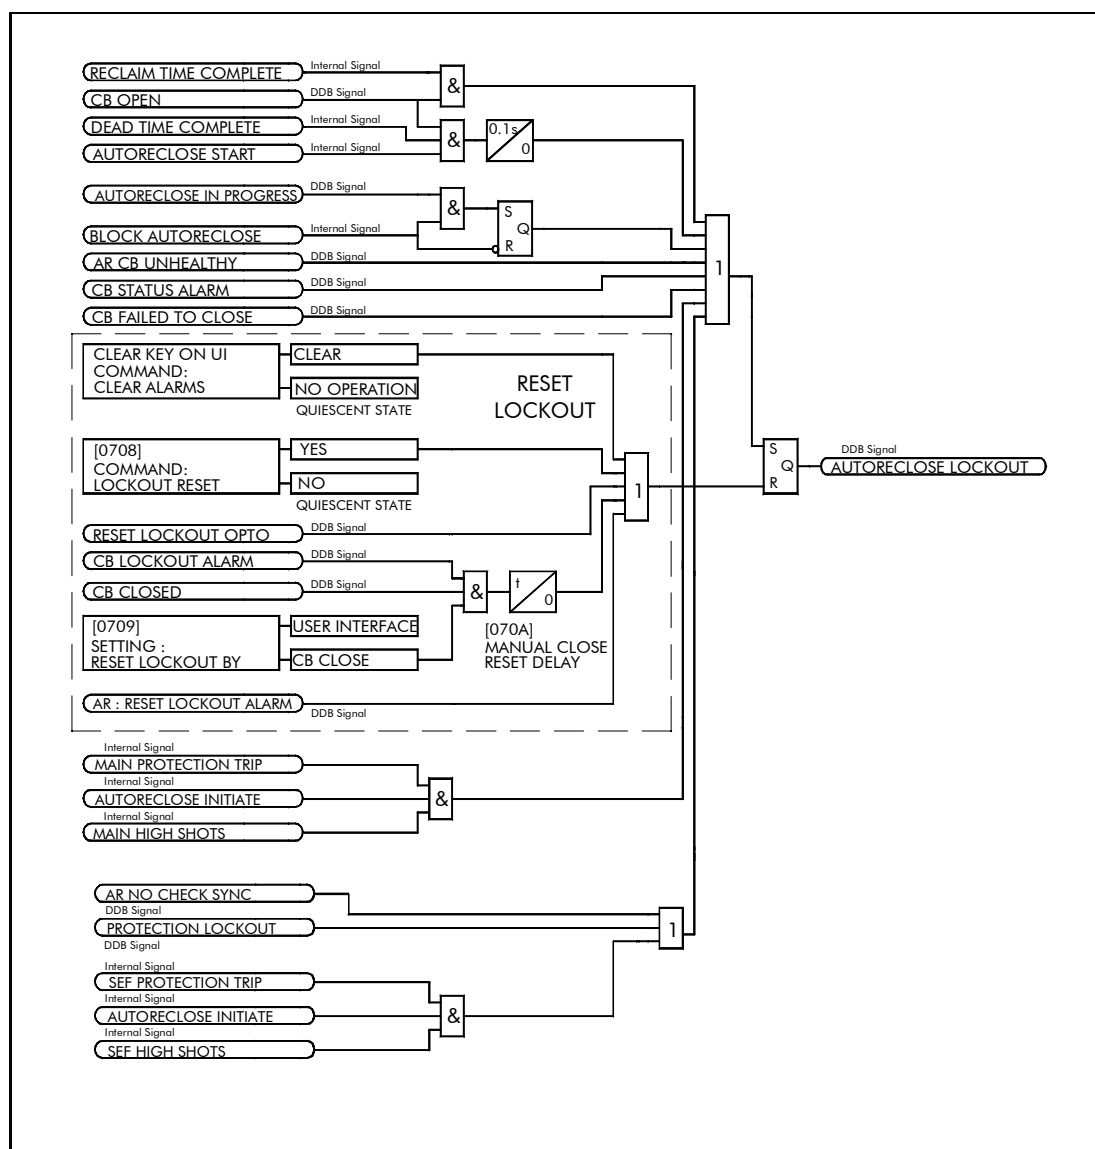 RECLAIM TIME COMPLETE
Internal Signal
&
CB OPEN
DDB Signal
DEAD TIME COMPLETE
Internal Signal
&
0.1s
0
AUTORECLOSE START
Internal Signal
AUTORECLOSE IN PROGRESS
DDB Signal
&
S
Q
R
BLOCK AUTORECLOSE
Internal Signal
AR CB UNHEALTHY
DDB Signal
1
CB STATUS ALARM
DDB Signal
CB FAILED TO CLOSE
DDB Signal
CLEAR KEY ON UI
COMMAND:
CLEAR ALARMS
CLEAR
NO OPERATION
QUIESCENT STATE
RESET
LOCKOUT
[0708]
COMMAND:
LOCKOUT RESET
YES
NO
QUIESCENT STATE
1
S
Q
R
DDB Signal
AUTORECLOSE LOCKOUT
RESET LOCKOUT OPTO
DDB Signal
CB LOCKOUT ALARM
DDB Signal
CB CLOSED
DDB Signal
&
t
0
[070A]
MANUAL CLOSE
RESET DELAY
[0709]
SETTING :
RESET LOCKOUT BY
USER INTERFACE
CB CLOSE
AR : RESET LOCKOUT ALARM
DDB Signal
Internal Signal
MAIN PROTECTION TRIP
Internal Signal
AUTORECLOSE INITIATE
&
Internal Signal
MAIN HIGH SHOTS
AR NO CHECK SYNC
DDB Signal
PROTECTION LOCKOUT
1
DDB Signal
Internal Signal
SEF PROTECTION TRIP
Internal Signal
AUTORECLOSE INITIATE
&
Internal Signal
SEF HIGH SHOTS